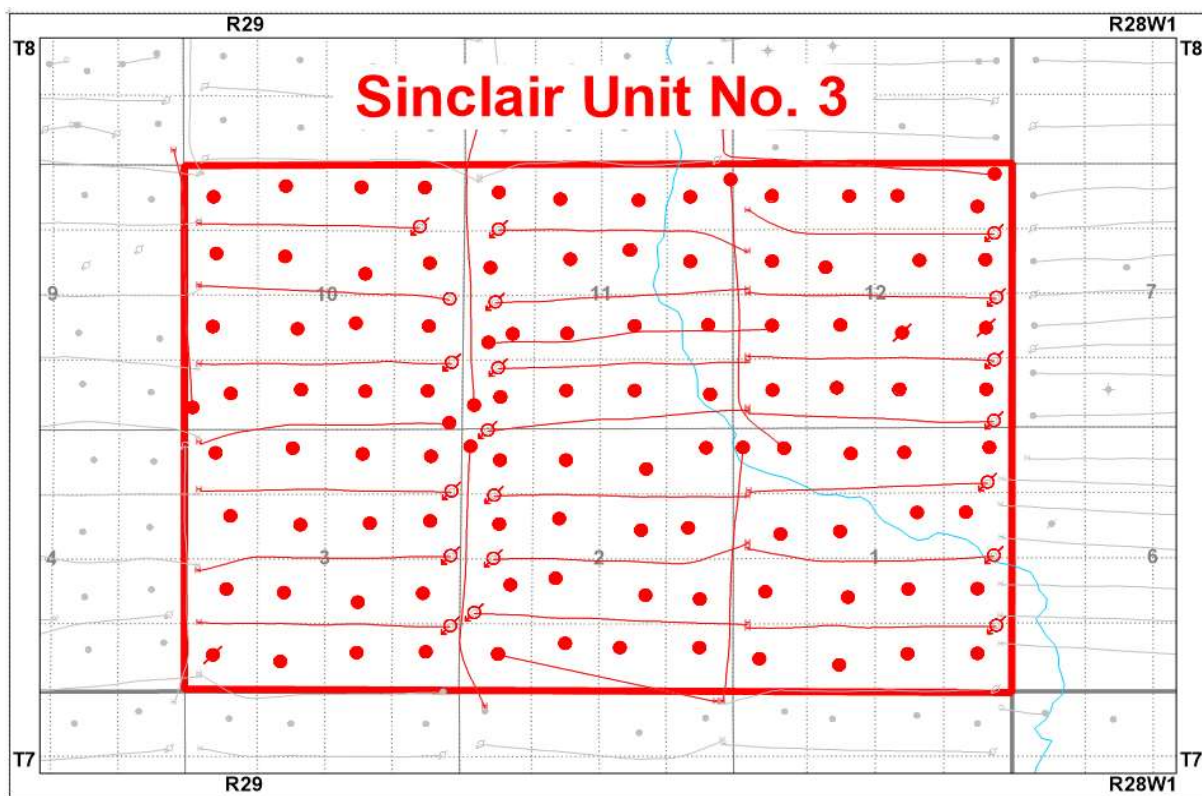 R29 R28W1
T8 T8
Sinclair Unit No. 3
9 10 11 12 7
4 3 2 1 6
T7 T7
R29 R28W1